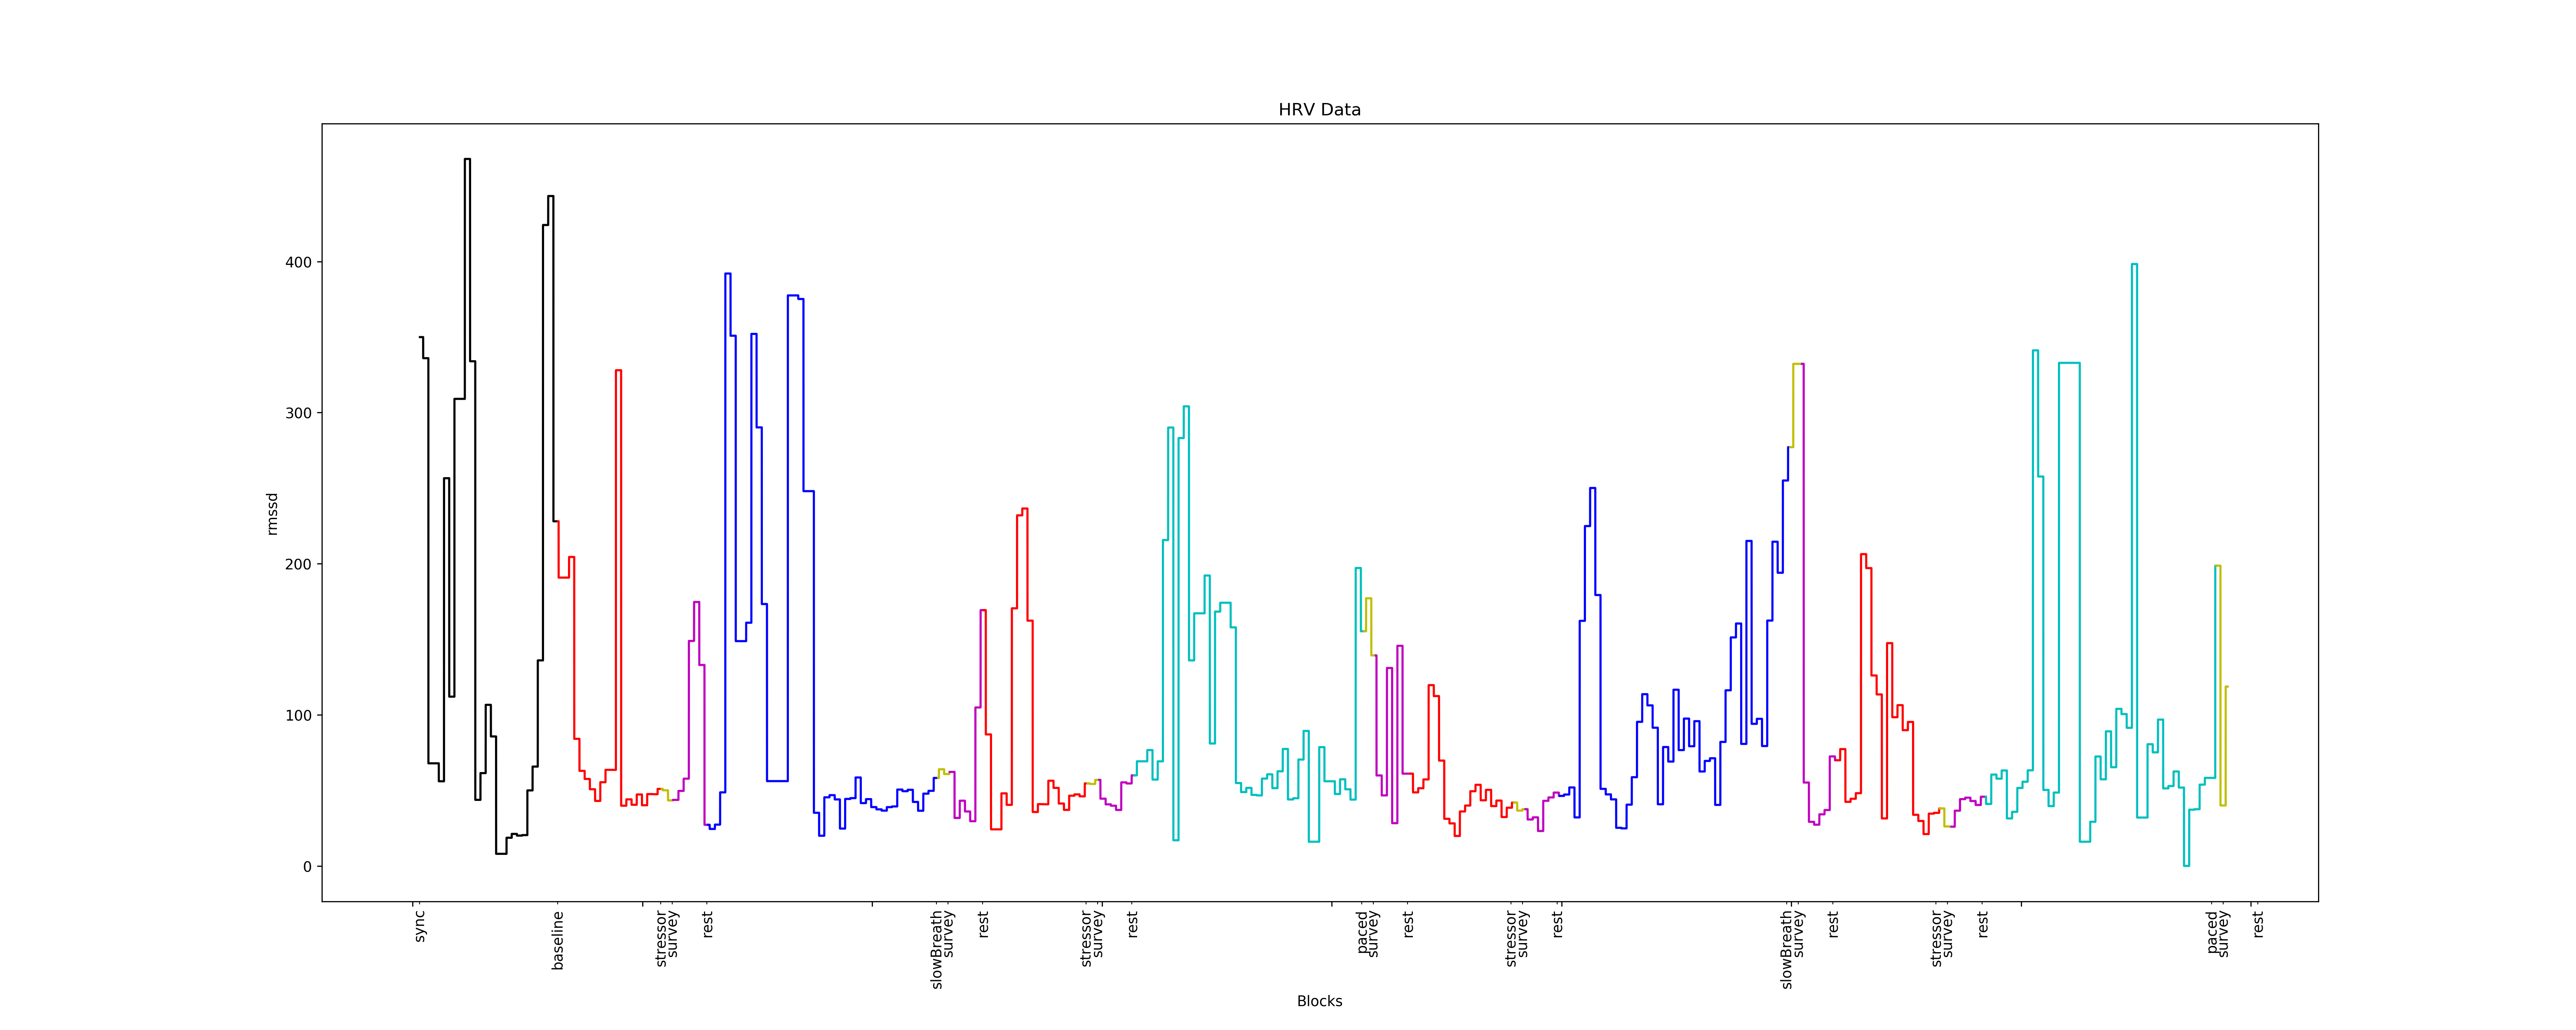 HRV Data
rmssd
400
300
200
100
0
sync
baseline
stressor
survey
rest
slowBreath
survey
rest
stressor
survey
rest
paced
survey
rest
stressor
survey
rest
slowBreath
survey
rest
stressor
survey
rest
paced
survey
rest
Blocks